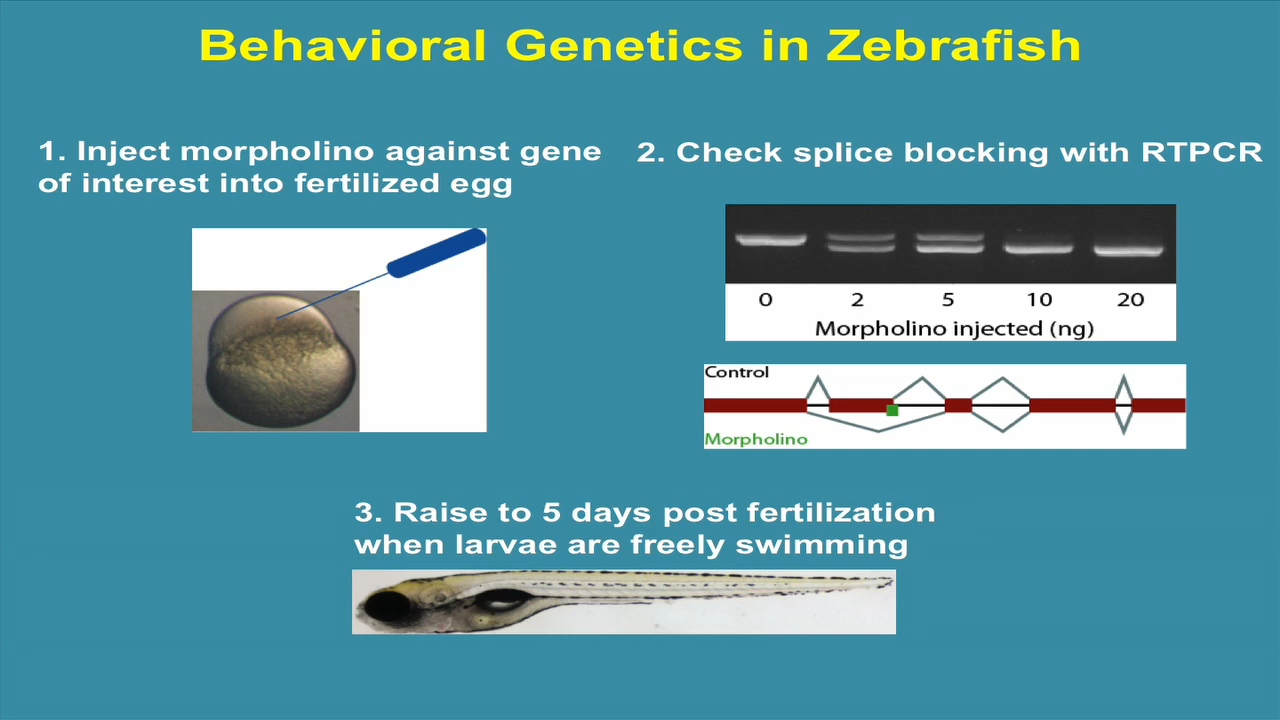 Behavioral Genetics in Zebrafish
1. Inject morpholino against gene
of interest into fertilized egg
2. Check splice blocking with RTPCR
0 2 5 10 20
Morpholino injected (ng)
Control
Morpholino
3. Raise to 5 days post fertilization
when larvae are freely swimming